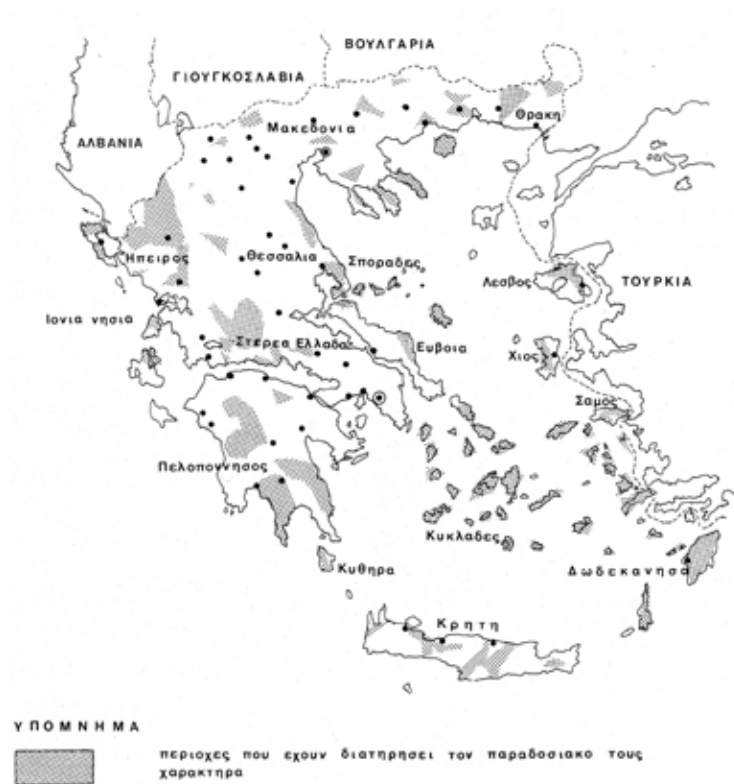 ΒΟΥΛΓΑΡΙΑ
ΓΙΟΥΓΚΟΣΛΑΒΙΑ
ΑΛΒΑΝΙΑ
Μακεδονια
Θρακη
Ηπειρος
Θεσσαλια
Σποραδες
Λεσβος
ΤΟΥΡΚΙΑ
Ιονια νησια
Στερεα Ελλαδα
Ευβοια
Χιος
Σαμος
Πελοποννησος
Κυκλαδες
Κυθηρα
Δωδεκανησα
Κρητη
ΥΠΟΜΝΗΜΑ
περιοχες που εχουν διατηρησει τον παραδοσιακο τους
χαρακτηρα